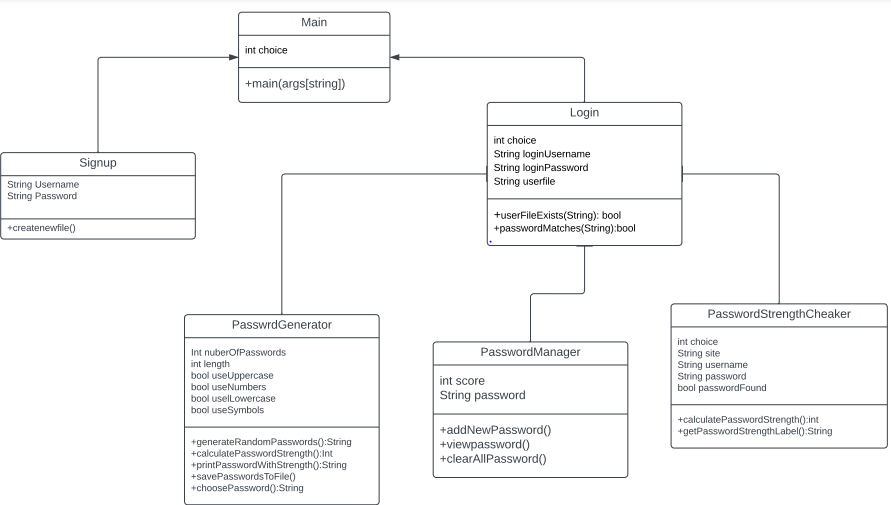 Main
int choice
+main(args[string])
Login
int choice
String loginUsername
String loginPassword
String userfile
+userFileExists(String): bool
+passwordMatches(String):bool
Signup
String Username
String Password
+createnewfile()
PasswrdGenerator
Int nuberOfPasswords
int length
bool useUppercase
bool useNumbers
bool uselLowercase
bool useSymbols
+generateRandomPasswords():String
+calculatePasswordStrength():Int
+printPasswordWithStrength():String
+savePasswordsToFile()
+choosePassword():String
PasswordManager
int score
String password
+addNewPassword()
+viewpassword()
+clearAllPassword()
PasswordStrengthCheaker
int choice
String site
String username
String password
bool passwordFound
+calculatePasswordStrength():int
+getPasswordStrengthLabel():String